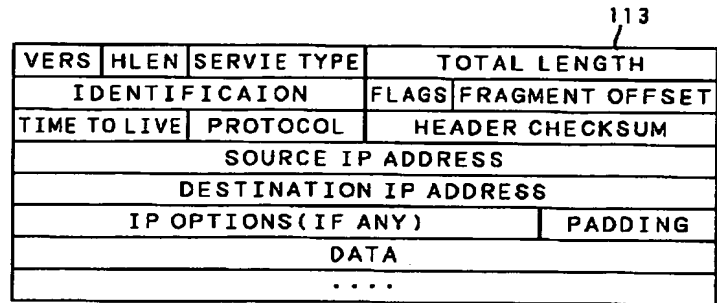 113
VERS HLEN SERVIE TYPE TOTAL LENGTH
IDENTIFICAION FLAGS FRAGMENT OFFSET
TIME TO LIVE PROTOCOL HEADER CHECKSUM
SOURCE IP ADDRESS
DESTINATION IP ADDRESS
IP OPTIONS(IF ANY) PADDING
DATA
....